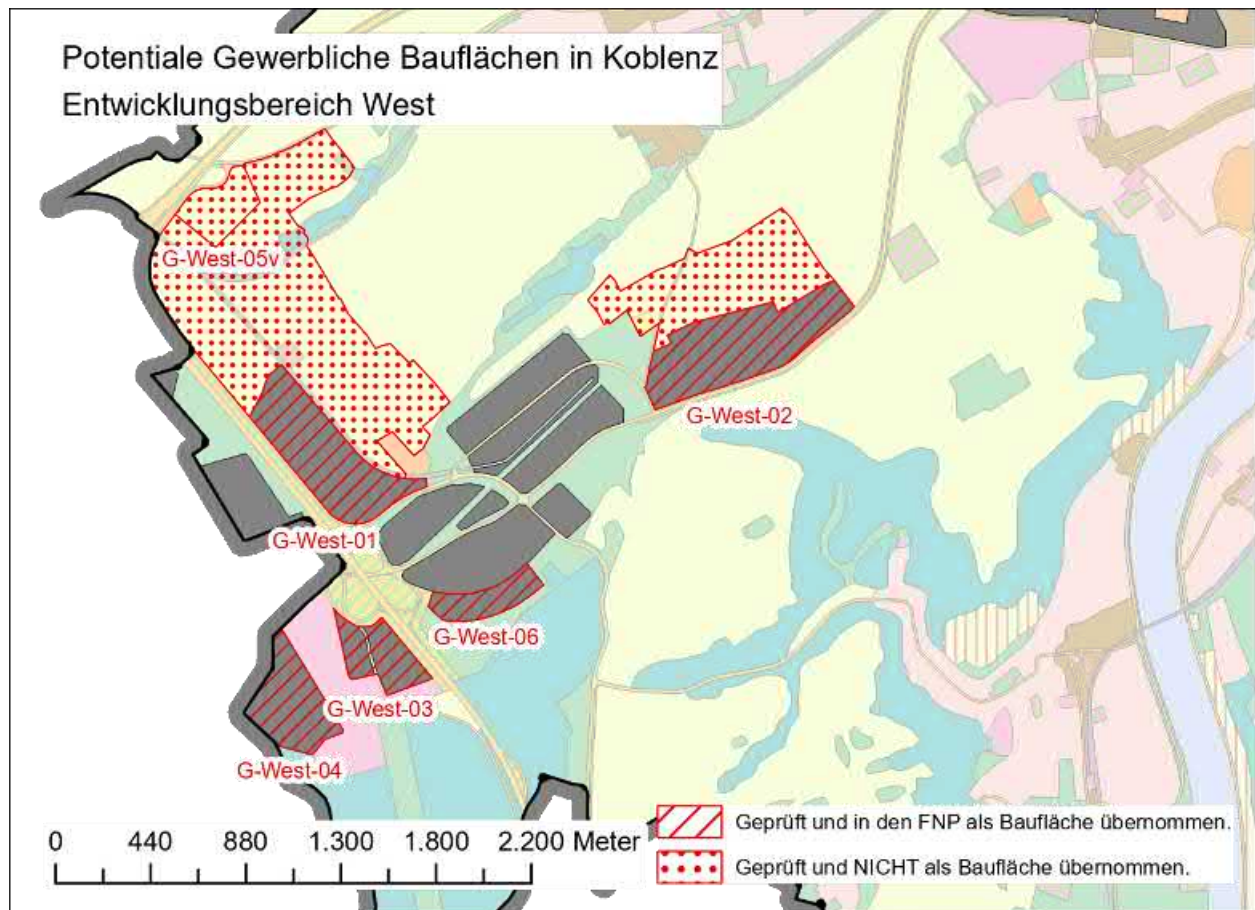 Potentiale Gewerbliche Bauflächen in Koblenz
Entwicklungsbereich West
G-West-05v
G-West-02
G-West-01
G-West-06
G-West-03
G-West-04
0 440 880 1.300 1.800 2.200 Meter
Geprüft und in den FNP als Baufläche übernommen.
Geprüft und NICHT als Baufläche übernommen.